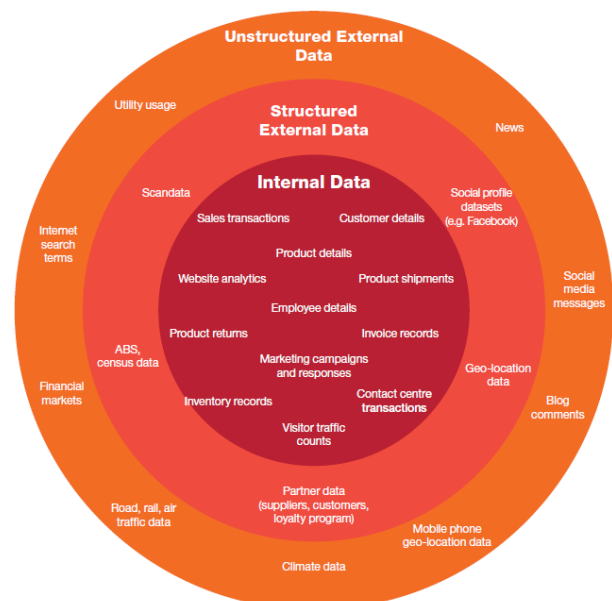 Unstructured External
Data
Utility usage
News
Structured
External Data
Scandata
Social profile
datasets
(e.g. Facebook)
Internal Data
Sales transactions
Customer details
Internet
search
terms
Product details
Website analytics
Product shipments
Social
media
messages
Employee details
Product returns
Invoice records
ABS,
census data
Marketing campaigns
and responses
Geo-location
data
Financial
markets
Inventory records
Contact centre
transactions
Blog
comments
Visitor traffic
counts
Partner data
(suppliers, customers,
loyalty program)
Road, rail, air
traffic data
Mobile phone
geo-location data
Climate data